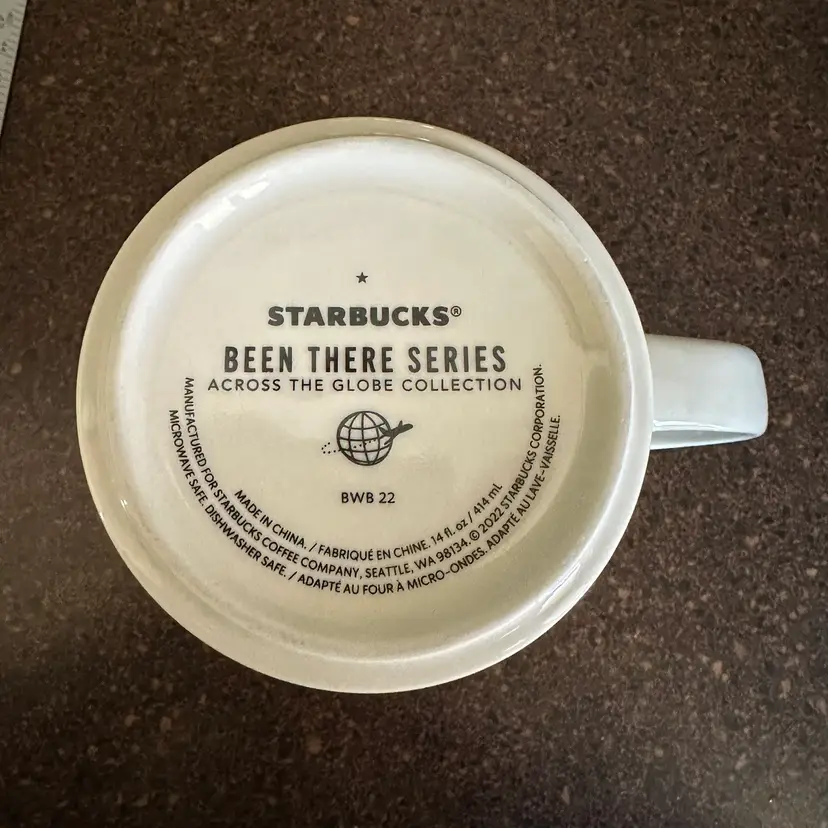 STARBUCKS®
BEEN THERE SERIES
ACROSS THE GLOBE COLLECTION
BWB 22
MADE IN CHINA. / FABRIQUÉ EN CHINE. 14 fl. oz / 414 mL
MANUFACTURED FOR STARBUCKS COFFEE COMPANY, SEATTLE, WA 98134. © 2022 STARBUCKS CORPORATION.
MICROWAVE SAFE. DISHWASHER SAFE. / ADAPTÉ AU FOUR À MICRO-ONDES. ADAPTÉ AU LAVE-VAISSELLE.